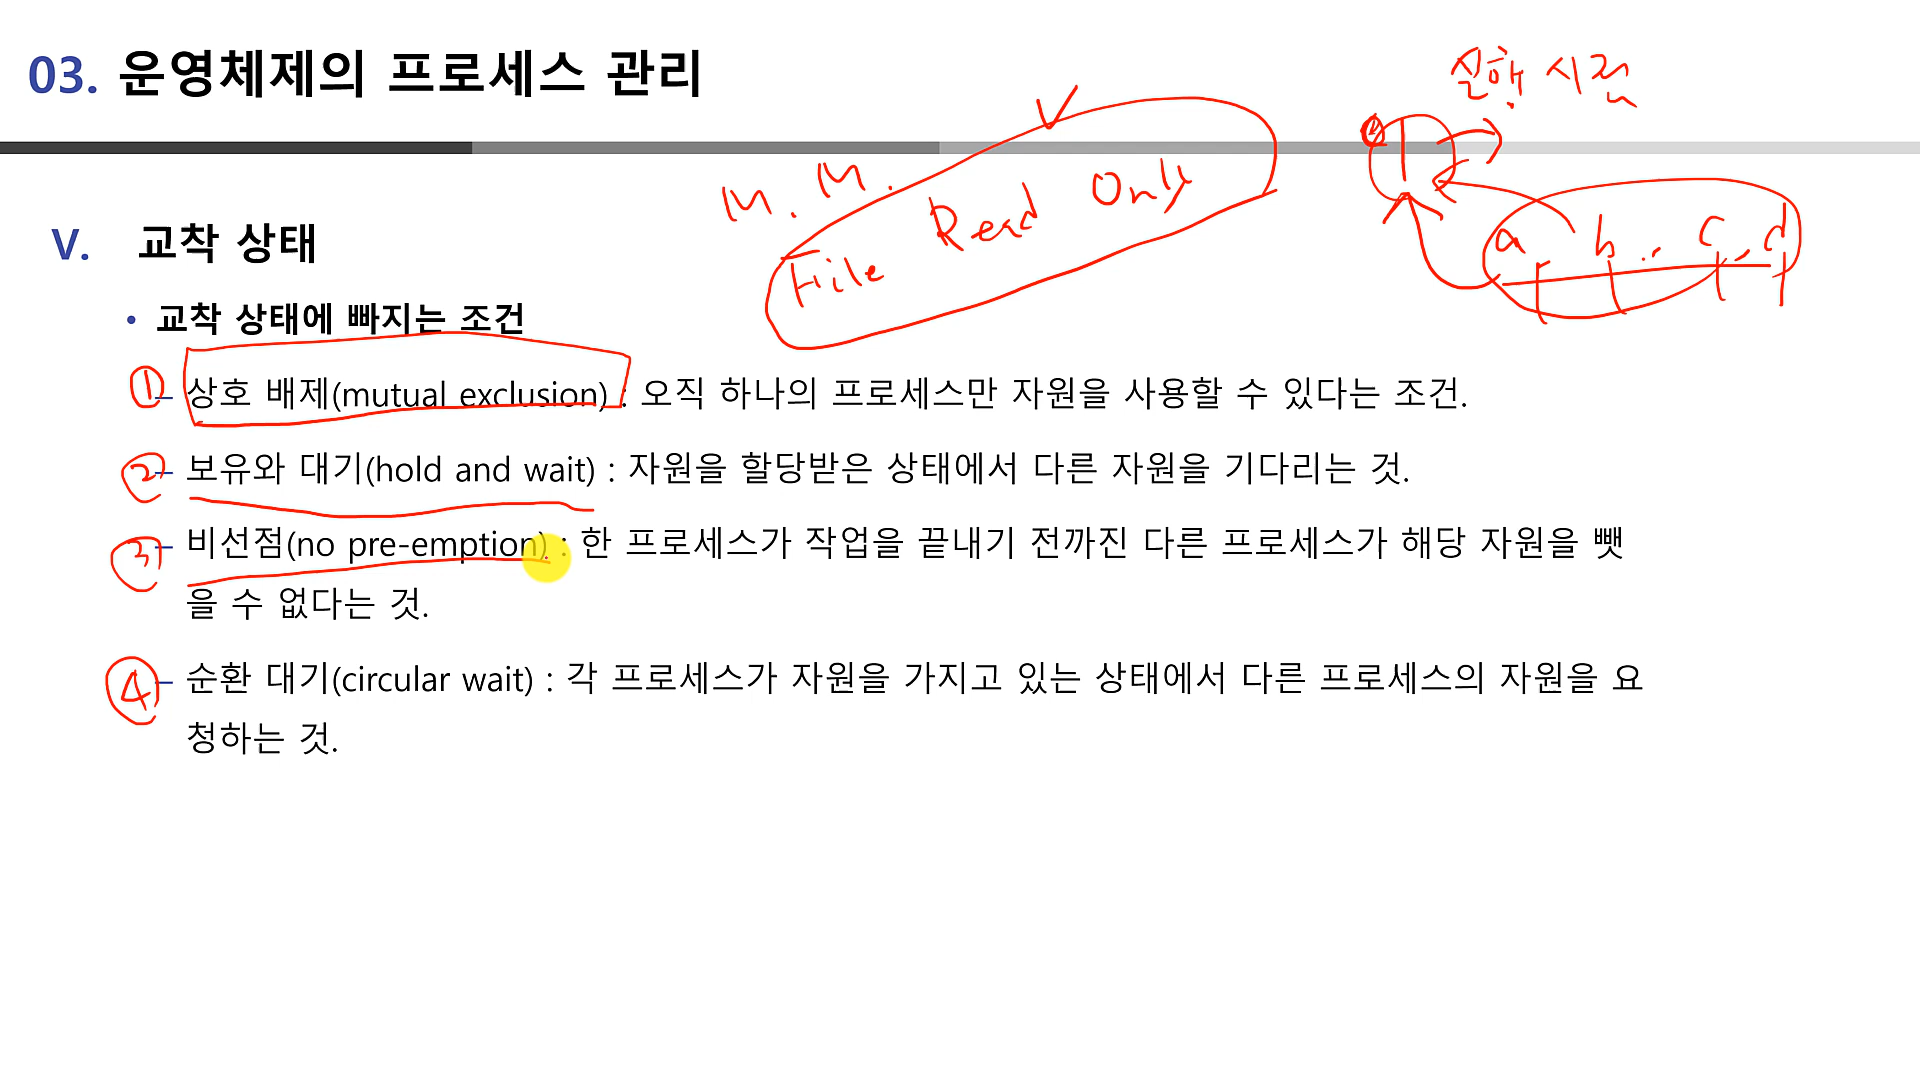 03. 운영체제의 프로세스 관리
실행 시전
M. M.
File Read Only
a, b, c, d
V. 교착 상태
• 교착 상태에 빠지는 조건
① – 상호 배제(mutual exclusion) : 오직 하나의 프로세스만 자원을 사용할 수 있다는 조건.
② – 보유와 대기(hold and wait) : 자원을 할당받은 상태에서 다른 자원을 기다리는 것.
③ – 비선점(no pre-emption) : 한 프로세스가 작업을 끝내기 전까진 다른 프로세스가 해당 자원을 뺏
을 수 없다는 것.
④ – 순환 대기(circular wait) : 각 프로세스가 자원을 가지고 있는 상태에서 다른 프로세스의 자원을 요
청하는 것.